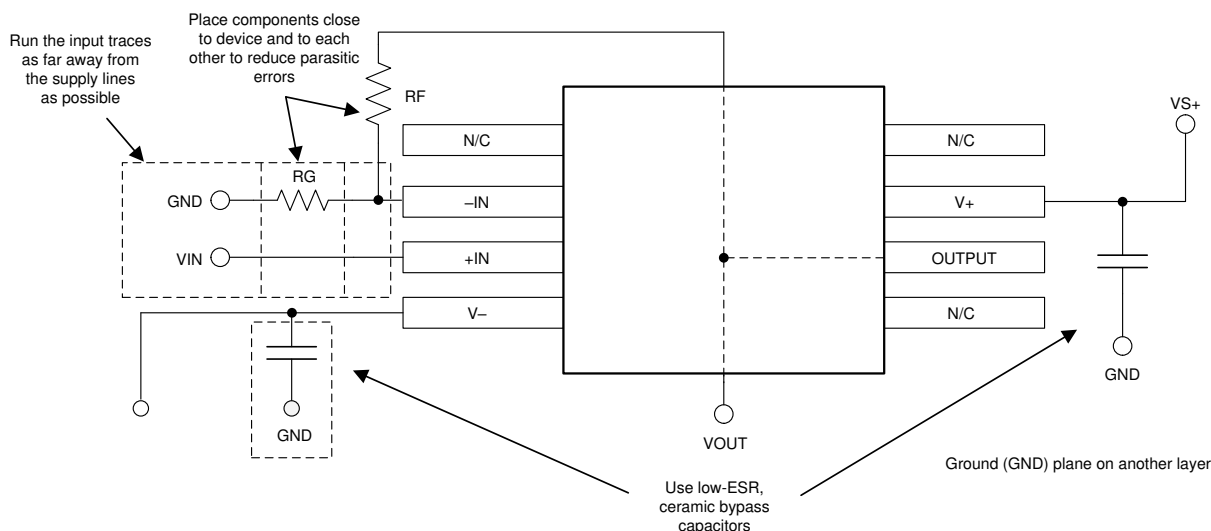 Place components close
to device and to each
other to reduce parasitic
errors
Run the input traces
as far away from
the supply lines
as possible
RF
VS+
N/C
N/C
RG
GND
–IN
V+
VIN
+IN
OUTPUT
V–
N/C
GND
GND
VOUT
Ground (GND) plane on another layer
Use low-ESR,
ceramic bypass
capacitors